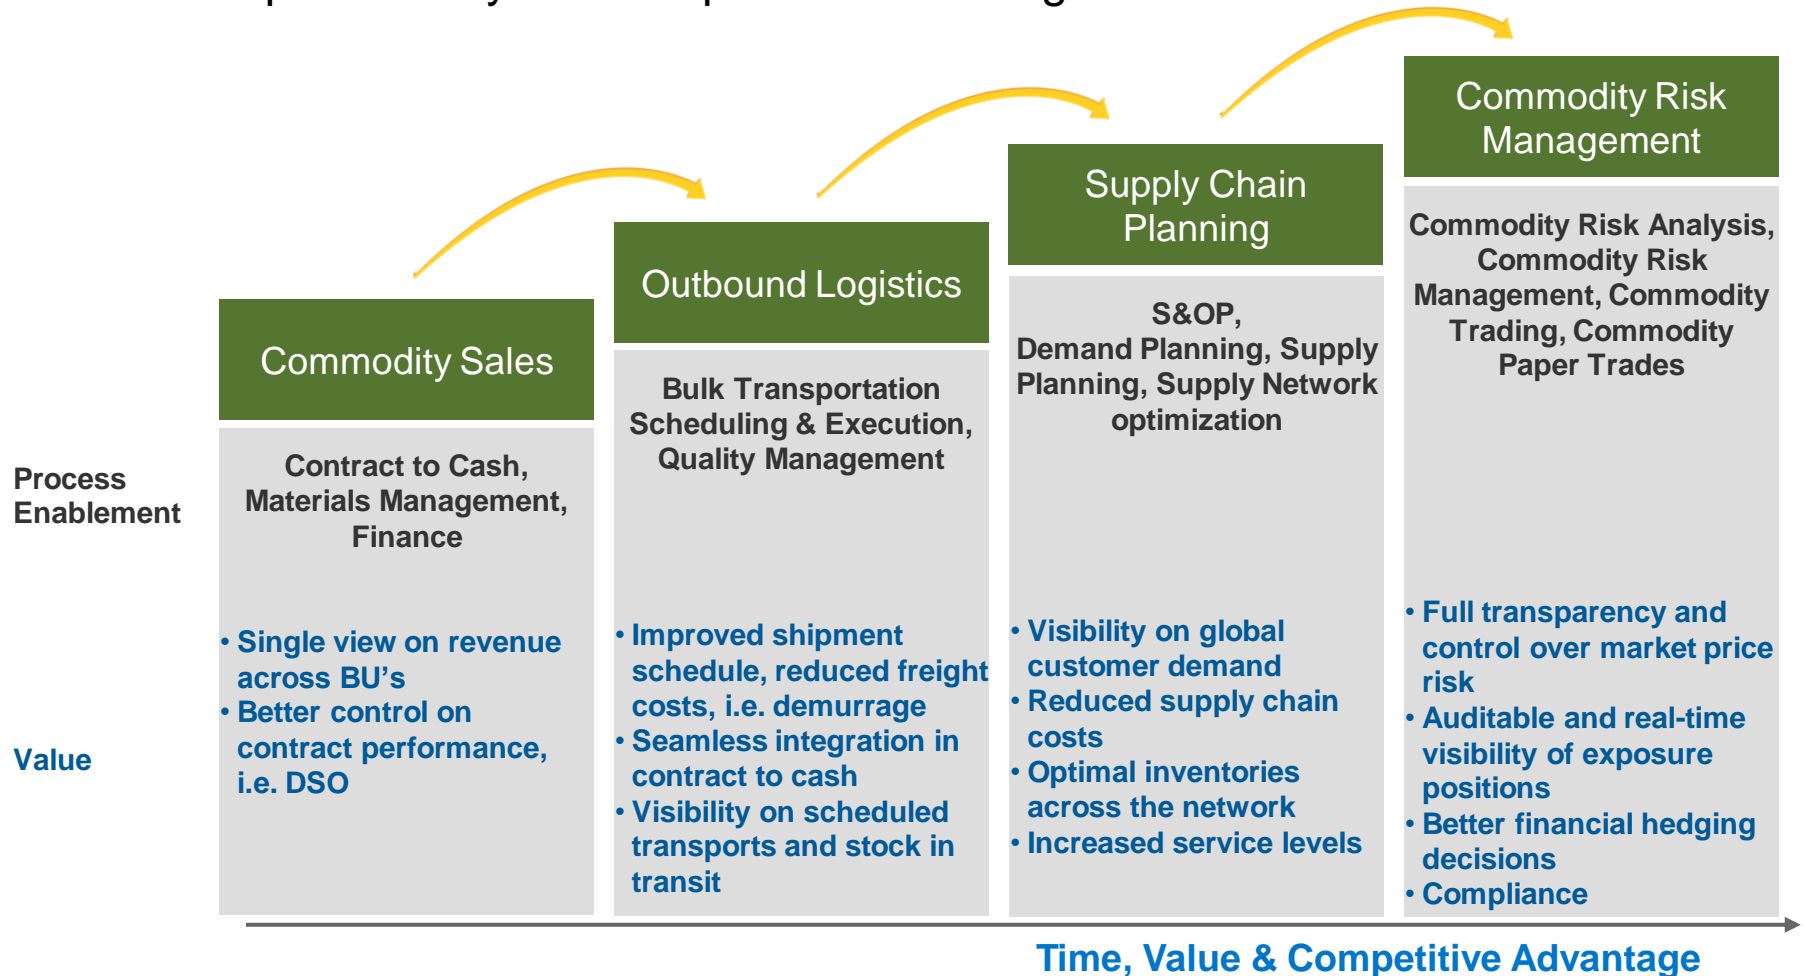 Commodity Risk
Management
Supply Chain
Planning
Outbound Logistics
Commodity Sales
Process
Enablement
Contract to Cash,
Materials Management,
Finance
Bulk Transportation
Scheduling & Execution,
Quality Management
S&OP,
Demand Planning, Supply
Planning, Supply Network
optimization
Commodity Risk Analysis,
Commodity Risk
Management, Commodity
Trading, Commodity
Paper Trades
Value
• Single view on revenue
across BU’s
• Better control on
contract performance,
i.e. DSO
• Improved shipment
schedule, reduced freight
costs, i.e. demurrage
• Seamless integration in
contract to cash
• Visibility on scheduled
transports and stock in
transit
• Visibility on global
customer demand
• Reduced supply chain
costs
• Optimal inventories
across the network
• Increased service levels
• Full transparency and
control over market price
risk
• Auditable and real-time
visibility of exposure
positions
• Better financial hedging
decisions
• Compliance
Time, Value & Competitive Advantage